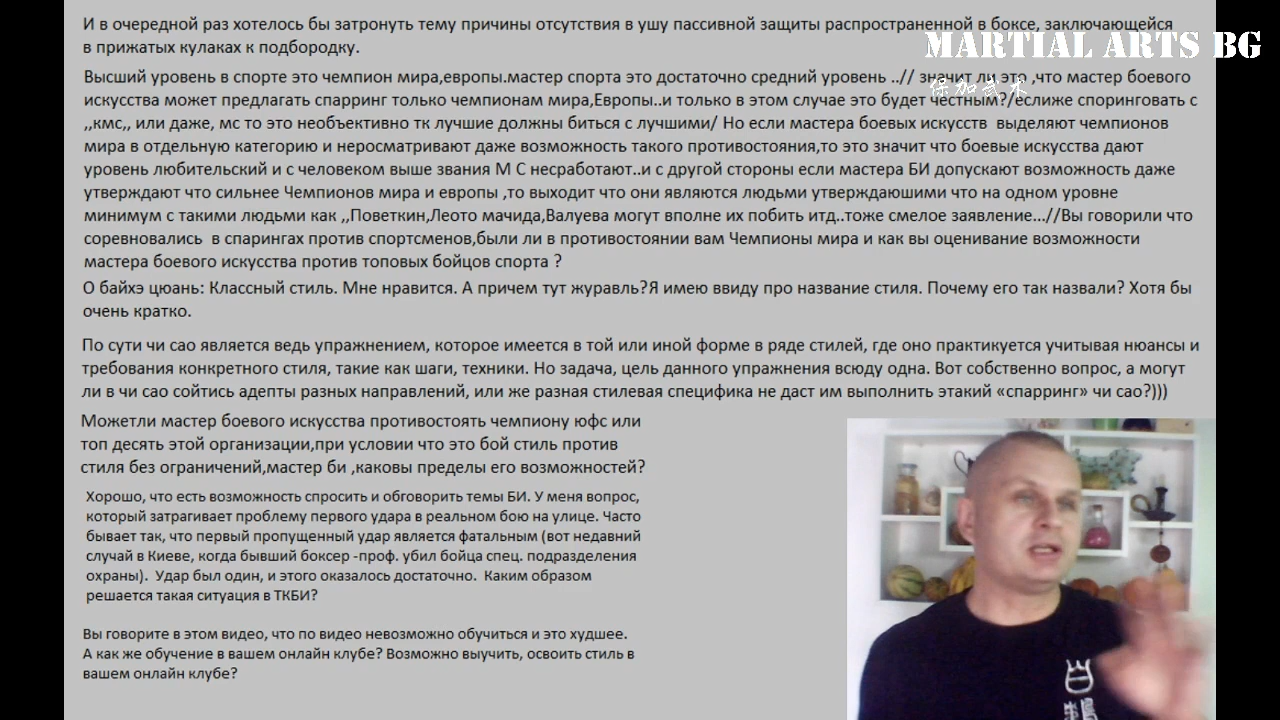 И в очередной раз хотелось бы затронуть тему причины отсутствия в ушу пассивной защиты распространенной в боксе, заключающейся
в прижатых кулаках к подбородку.
MARTIAL ARTS BG
保加武术
Высший уровень в спорте это чемпион мира,европы.мастер спорта это достаточно средний уровень ..// значит ли это ,что мастер боевого
искусства может предлагать спарринг только чемпионам мира,Европы..и только в этом случае это будет честным?/еслиже споринговать с
,,кмс,, или даже, мс то это необъективно тк лучшие должны биться с лучшими/ Но если мастера боевых искусств  выделяют чемпионов
мира в отдельную категорию и неросматривают даже возможность такого противостояния,то это значит что боевые искусства дают
уровень любительский и с человеком выше звания М С несработают..и с другой стороны если мастера БИ допускают возможность даже
утверждают что сильнее Чемпионов мира и европы ,то выходит что они являются людьми утверждаюшими что на одном уровне
минимум с такими людьми как ,,Поветкин,Леото мачида,Валуева могут вполне их побить итд..тоже смелое заявление...//Вы говорили что
соревновались  в спарингах против спортсменов,были ли в противостоянии вам Чемпионы мира и как вы оценивание возможности
мастера боевого искусства против топовых бойцов спорта ?
О байхэ цюань: Классный стиль. Мне нравится. А причем тут журавль?Я имею ввиду про название стиля. Почему его так назвали? Хотя бы
очень кратко.
По сути чи сао является ведь упражнением, которое имеется в той или иной форме в ряде стилей, где оно практикуется учитывая нюансы и
требования конкретного стиля, такие как шаги, техники. Но задача, цель данного упражнения всюду одна. Вот собственно вопрос, а могут
ли в чи сао сойтись адепты разных направлений, или же разная стилевая специфика не даст им выполнить этакий «спарринг» чи сао?)))
Можетли мастер боевого искусства противостоять чемпиону юфс или
топ десять этой организации,при условии что это бой стиль против
стиля без ограничений,мастер би ,каковы пределы его возможностей?
Хорошо, что есть возможность спросить и обговорить темы БИ. У меня вопрос,
который затрагивает проблему первого удара в реальном бою на улице. Часто
бывает так, что первый пропущенный удар является фатальным (вот недавний
случай в Киеве, когда бывший боксер -проф. убил бойца спец. подразделения
охраны).  Удар был один, и этого оказалось достаточно.  Каким образом
решается такая ситуация в ТКБИ?
Вы говорите в этом видео, что по видео невозможно обучиться и это худшее.
А как же обучение в вашем онлайн клубе? Возможно выучить, освоить стиль в
вашем онлайн клубе?